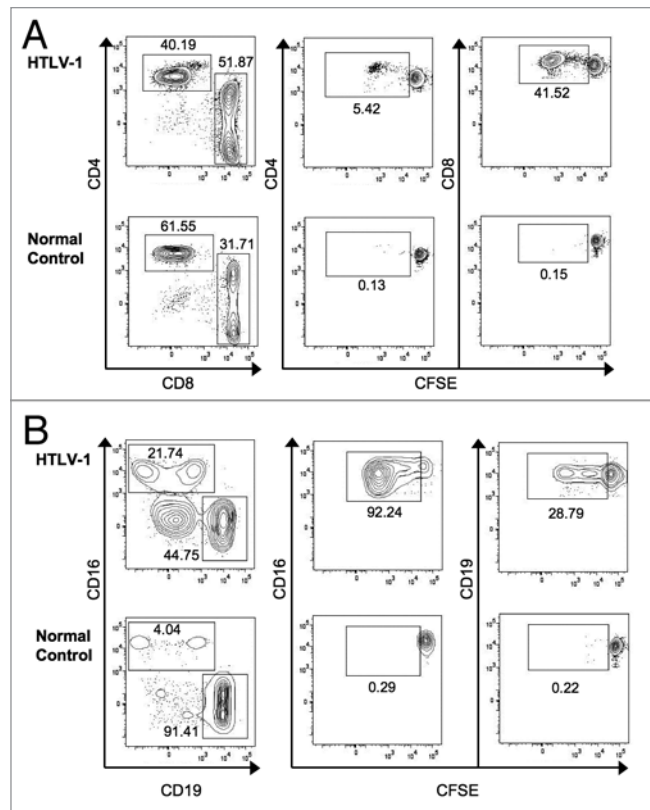 A
HTLV-1
40.19
51.87
5.42
41.52
CD4
CD4
CD8
Normal
Control
61.55
31.71
0.13
0.15
CD8
CFSE
B
HTLV-1
21.74
44.75
92.24
28.79
CD16
CD16
CD19
Normal
Control
4.04
91.41
0.29
0.22
CD19
CFSE